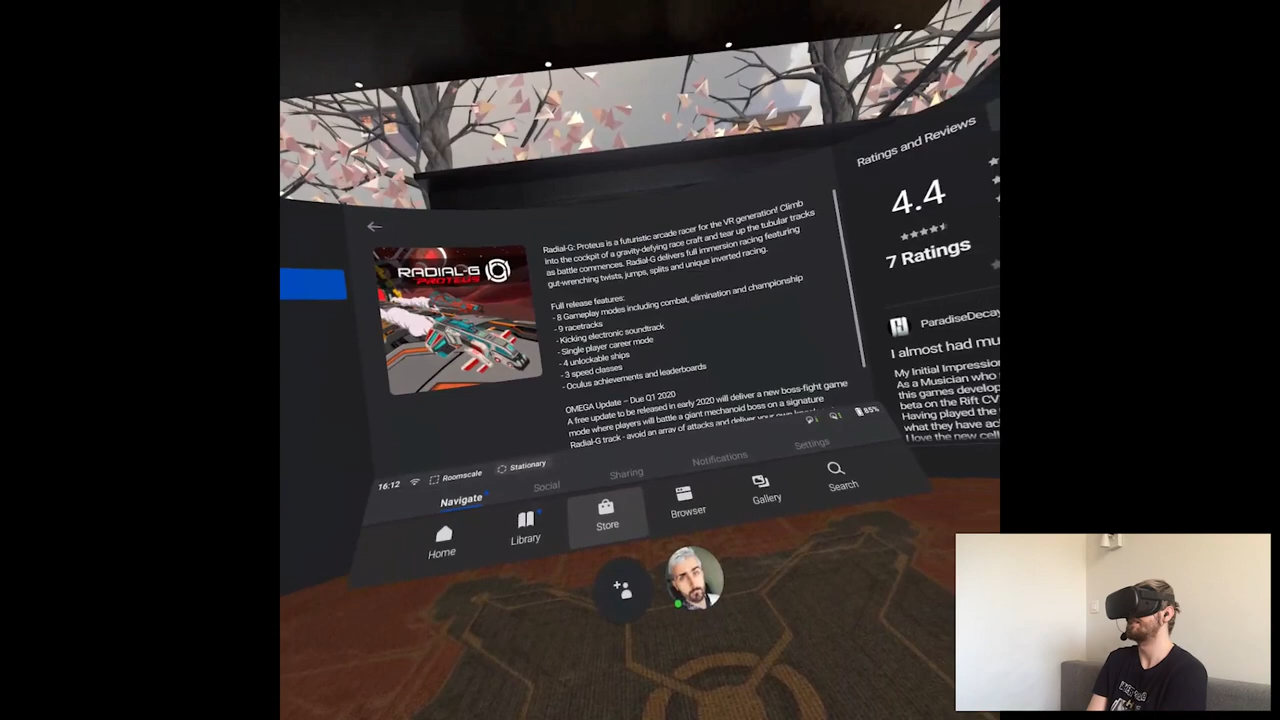 RADIAL-G
PROTEUS
Radial-G: Proteus is a futuristic arcade racer for the VR generation! Climb
into the cockpit of a gravity-defying race craft and tear up the tubular tracks
as battle commences. Radial-G delivers full immersion racing featuring
gut-wrenching twists, jumps, splits and unique inverted racing.
Full release features:
- 8 Gameplay modes including combat, elimination and championship
- 9 racetracks
- Kicking electronic soundtrack
- Single player career mode
- 4 unlockable ships
- 3 speed classes
- Oculus achievements and leaderboards
OMEGA Update – Due Q1 2020
A free update to be released in early 2020 will deliver a new boss-fight game
mode where players will battle a giant mechanoid boss on a signature
Radial-G track - avoid an array of attacks and deliver your own
Ratings and Reviews
4.4
7 Ratings
ParadiseDecay
I almost had mu
My Initial Impression
As a Musician who
this games develop
beta on the Rift CV
Having played the
what they have ac
I love the new cell
16:12
Roomscale
Stationary
85%
Navigate
Social
Sharing
Notifications
Settings
Home
Library
Store
Browser
Gallery
Search